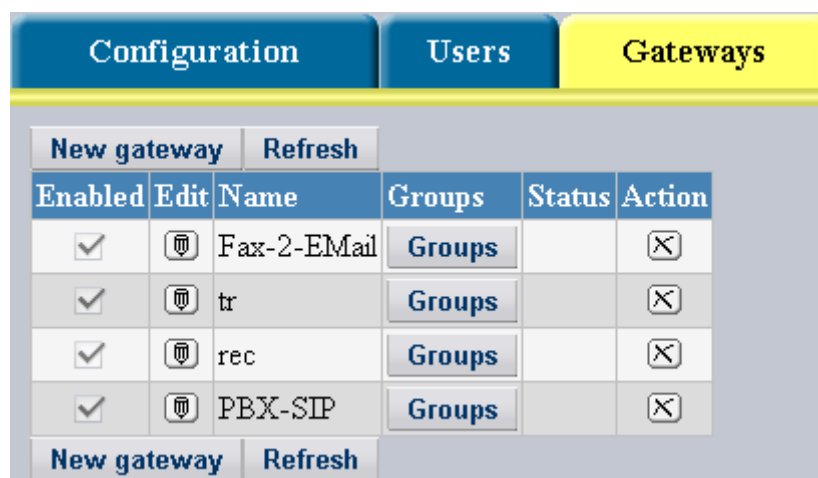 Configuration Users Gateways
New gateway Refresh
Enabled Edit Name Groups Status Action
Fax-2-EMail Groups
tr Groups
rec Groups
PBX-SIP Groups
New gateway Refresh